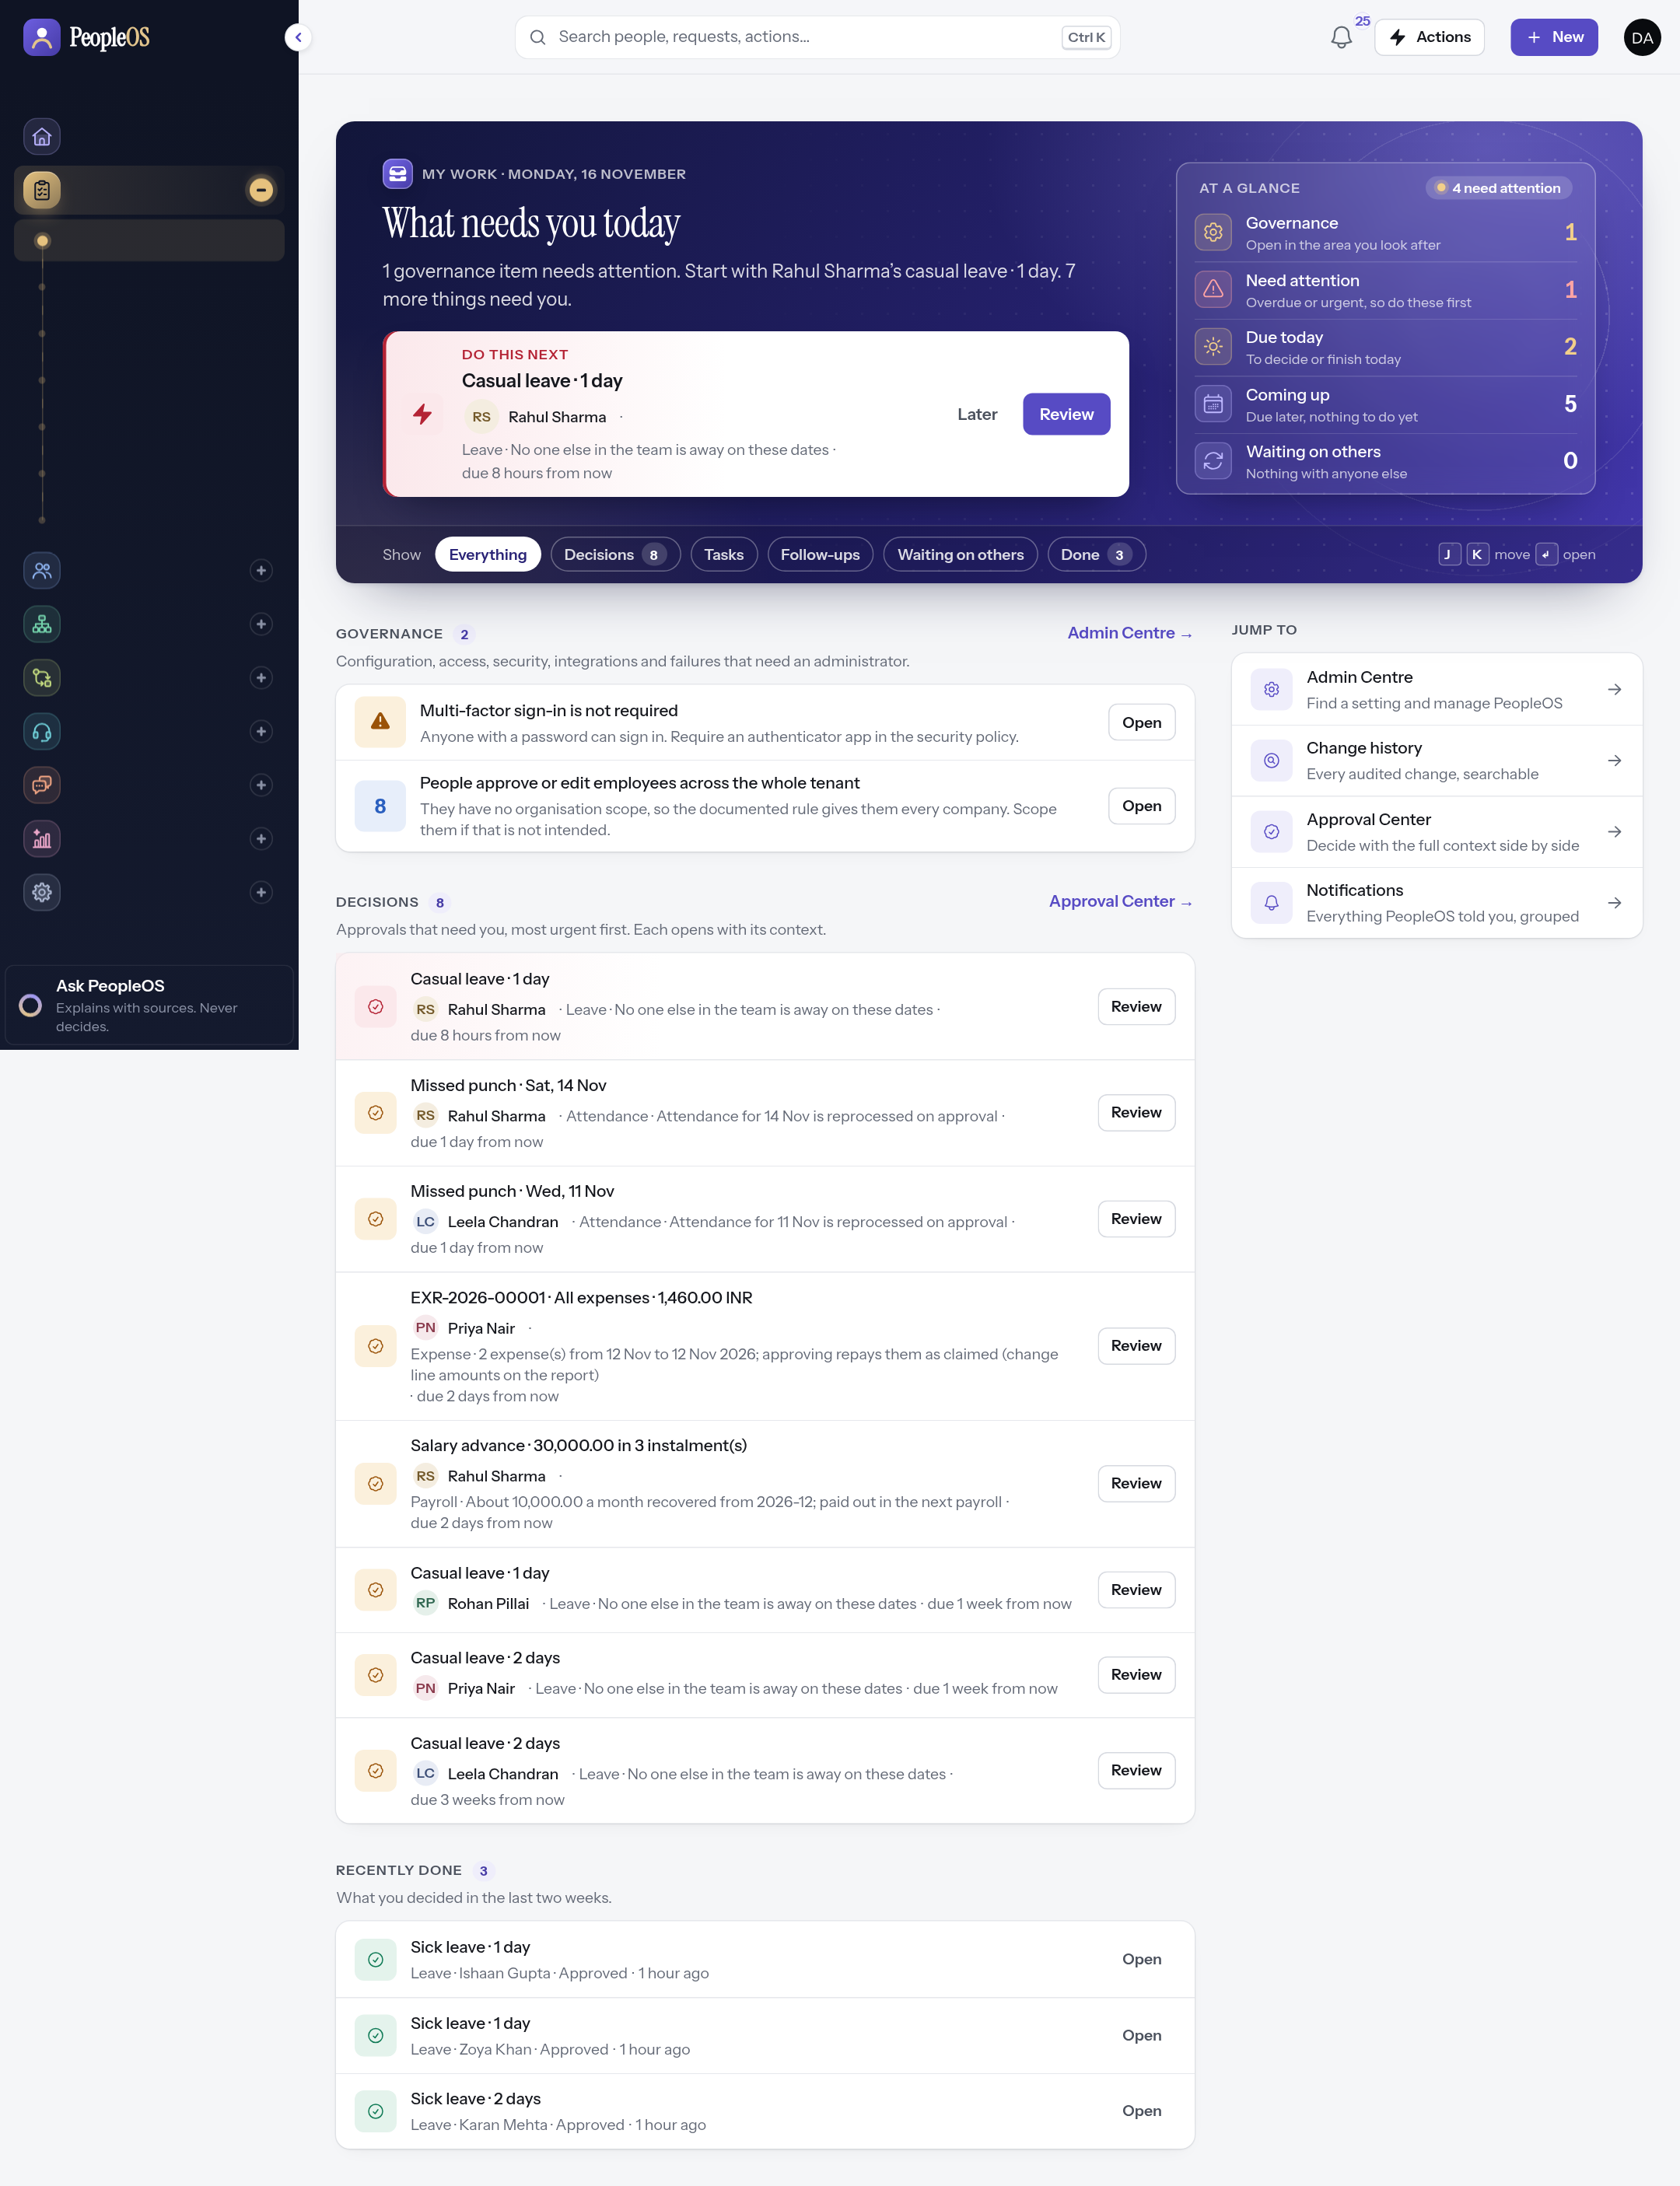 PeopleOS
Search people, requests, actions...
Ctrl K
25
Actions
New
DA
MY WORK · MONDAY, 16 NOVEMBER
What needs you today
1 governance item needs attention. Start with Rahul Sharma’s casual leave · 1 day. 7
more things need you.
DO THIS NEXT
Casual leave · 1 day
RS Rahul Sharma ·
Leave · No one else in the team is away on these dates ·
due 8 hours from now
Later
Review
AT A GLANCE
4 need attention
Governance
Open in the area you look after
1
Need attention
Overdue or urgent, so do these first
1
Due today
To decide or finish today
2
Coming up
Due later, nothing to do yet
5
Waiting on others
Nothing with anyone else
0
Show Everything Decisions 8 Tasks Follow-ups Waiting on others Done 3
J K move ↲ open
GOVERNANCE 2
Admin Centre →
Configuration, access, security, integrations and failures that need an administrator.
Multi-factor sign-in is not required
Anyone with a password can sign in. Require an authenticator app in the security policy.
Open
8
People approve or edit employees across the whole tenant
They have no organisation scope, so the documented rule gives them every company. Scope
them if that is not intended.
Open
JUMP TO
Admin Centre
Find a setting and manage PeopleOS
Change history
Every audited change, searchable
Approval Center
Decide with the full context side by side
Notifications
Everything PeopleOS told you, grouped
DECISIONS 8
Approval Center →
Approvals that need you, most urgent first. Each opens with its context.
Casual leave · 1 day
RS Rahul Sharma · Leave · No one else in the team is away on these dates ·
due 8 hours from now
Review
Missed punch · Sat, 14 Nov
RS Rahul Sharma · Attendance · Attendance for 14 Nov is reprocessed on approval ·
due 1 day from now
Review
Missed punch · Wed, 11 Nov
LC Leela Chandran · Attendance · Attendance for 11 Nov is reprocessed on approval ·
due 1 day from now
Review
EXR-2026-00001 · All expenses · 1,460.00 INR
PN Priya Nair ·
Expense · 2 expense(s) from 12 Nov to 12 Nov 2026; approving repays them as claimed (change
line amounts on the report)
· due 2 days from now
Review
Salary advance · 30,000.00 in 3 instalment(s)
RS Rahul Sharma ·
Payroll · About 10,000.00 a month recovered from 2026-12; paid out in the next payroll ·
due 2 days from now
Review
Casual leave · 1 day
RP Rohan Pillai · Leave · No one else in the team is away on these dates · due 1 week from now
Review
Casual leave · 2 days
PN Priya Nair · Leave · No one else in the team is away on these dates · due 1 week from now
Review
Casual leave · 2 days
LC Leela Chandran · Leave · No one else in the team is away on these dates ·
due 3 weeks from now
Review
RECENTLY DONE 3
What you decided in the last two weeks.
Sick leave · 1 day
Leave · Ishaan Gupta · Approved · 1 hour ago
Open
Sick leave · 1 day
Leave · Zoya Khan · Approved · 1 hour ago
Open
Sick leave · 2 days
Leave · Karan Mehta · Approved · 1 hour ago
Open
Ask PeopleOS
Explains with sources. Never
decides.